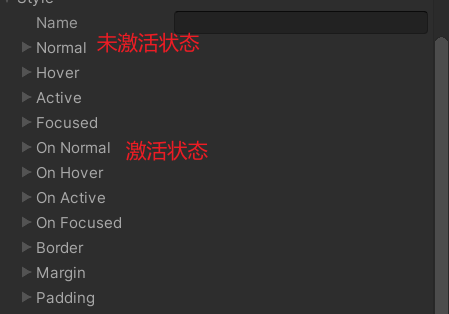 Style
Name
Normal 未激活状态
Hover
Active
Focused
On Normal 激活状态
On Hover
On Active
On Focused
Border
Margin
Padding